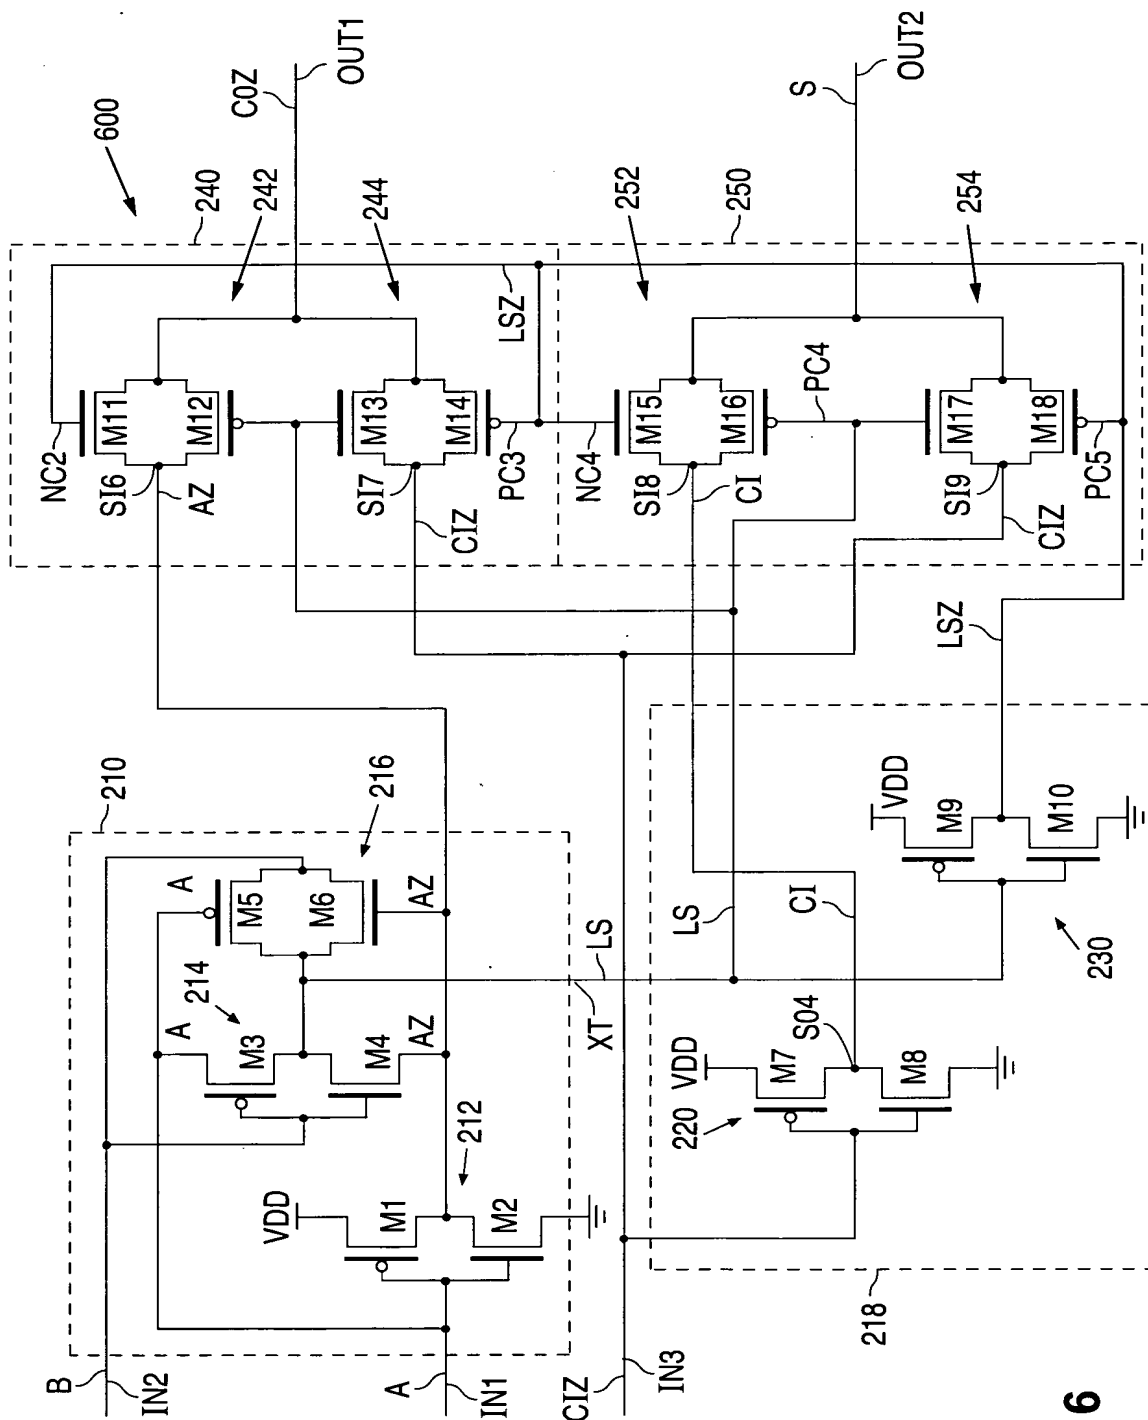 600
240
242
C0Z
OUT1
NC2
M11
M12
SI6
AZ
244
M13
M14
SI7
CIZ
LSZ
PC3
252
250
S
OUT2
NC4
M15
M16
SI8
CI
PC4
254
M17
M18
SI9
CIZ
PC5
LSZ
210
216
A
M5
M6
AZ
214
A
M3
M4
AZ
212
VDD
M1
M2
B
IN2
A
IN1
CIZ
IN3
XT
LS
LS
CI
218
220
VDD
M7
M8
S04
VDD
M9
M10
230
6